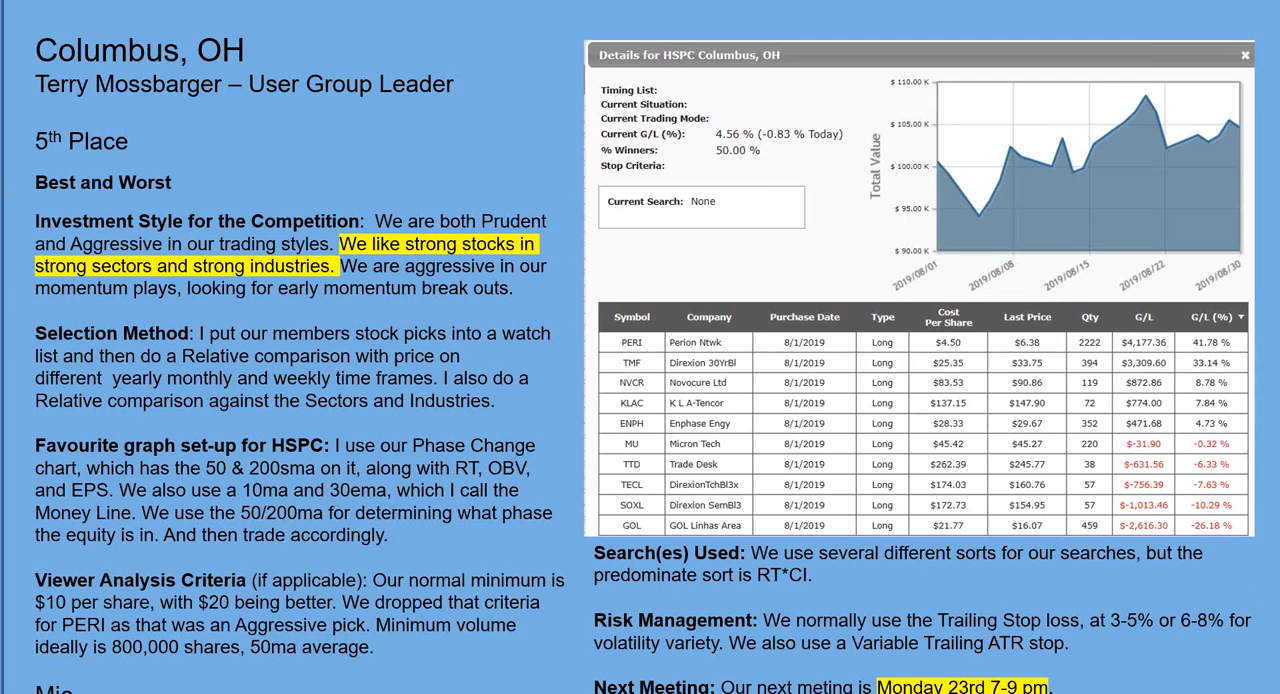 Columbus, OH
Terry Mossbarger – User Group Leader
5th Place
Best and Worst
Investment Style for the Competition:  We are both Prudent
and Aggressive in our trading styles. We like strong stocks in
strong sectors and strong industries. We are aggressive in our
momentum plays, looking for early momentum break outs.
Selection Method: I put our members stock picks into a watch
list and then do a Relative comparison with price on
different  yearly monthly and weekly time frames. I also do a
Relative comparison against the Sectors and Industries.
Favourite graph set-up for HSPC: I use our Phase Change
chart, which has the 50 & 200sma on it, along with RT, OBV,
and EPS. We also use a 10ma and 30ema, which I call the
Money Line. We use the 50/200ma for determining what phase
the equity is in. And then trade accordingly.
Viewer Analysis Criteria (if applicable): Our normal minimum is
$10 per share, with $20 being better. We dropped that criteria
for PERI as that was an Aggressive pick. Minimum volume
ideally is 800,000 shares, 50ma average.
Details for HSPC Columbus, OH
Timing List:
Current Situation:
Current Trading Mode:
Current G/L (%): 4.56 % (-0.83 % Today)
% Winners: 50.00 %
Stop Criteria:
Current Search: None
Total Value
$ 110.00 K
$ 105.00 K
$ 100.00 K
$ 95.00 K
$ 90.00 K
2019/08/01 2019/08/08 2019/08/15 2019/08/22 2019/08/30
Symbol Company Purchase Date Type Cost Per Share Last Price Qty G/L G/L (%)
PERI Perion Ntwk 8/1/2019 Long $4.50 $6.38 2222 $4,177.36 41.78 %
TMF Direxion 30YrBl 8/1/2019 Long $25.35 $33.75 394 $3,309.60 33.14 %
NVCR Novocure Ltd 8/1/2019 Long $83.53 $90.86 119 $872.86 8.78 %
KLAC K L A-Tencor 8/1/2019 Long $137.15 $147.90 72 $774.00 7.84 %
ENPH Enphase Engy 8/1/2019 Long $28.33 $29.67 352 $471.68 4.73 %
MU Micron Tech 8/1/2019 Long $45.42 $45.27 220 $-31.90 -0.32 %
TTD Trade Desk 8/1/2019 Long $262.39 $245.77 38 $-631.56 -6.33 %
TECL DirexionTchBl3x 8/1/2019 Long $174.03 $160.76 57 $-756.39 -7.63 %
SOXL Direxion SemBl3 8/1/2019 Long $172.73 $154.95 57 $-1,013.46 -10.29 %
GOL GOL Linhas Area 8/1/2019 Long $21.77 $16.07 459 $-2,616.30 -26.18 %
Search(es) Used: We use several different sorts for our searches, but the
predominate sort is RT*CI.
Risk Management: We normally use the Trailing Stop loss, at 3-5% or 6-8% for
volatility variety. We also use a Variable Trailing ATR stop.
Next Meeting: Our next meting is Monday 23rd 7-9 pm.